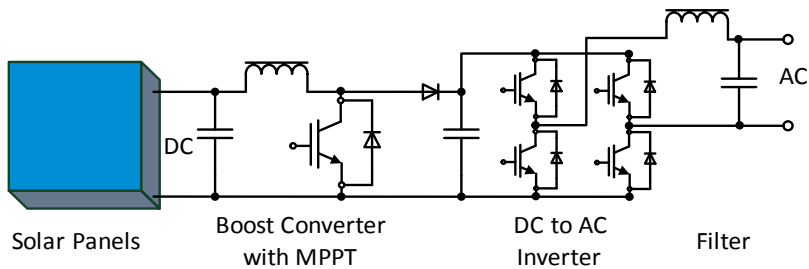 AC
DC
Solar Panels
Boost Converter
with MPPT
DC to AC
Inverter
Filter